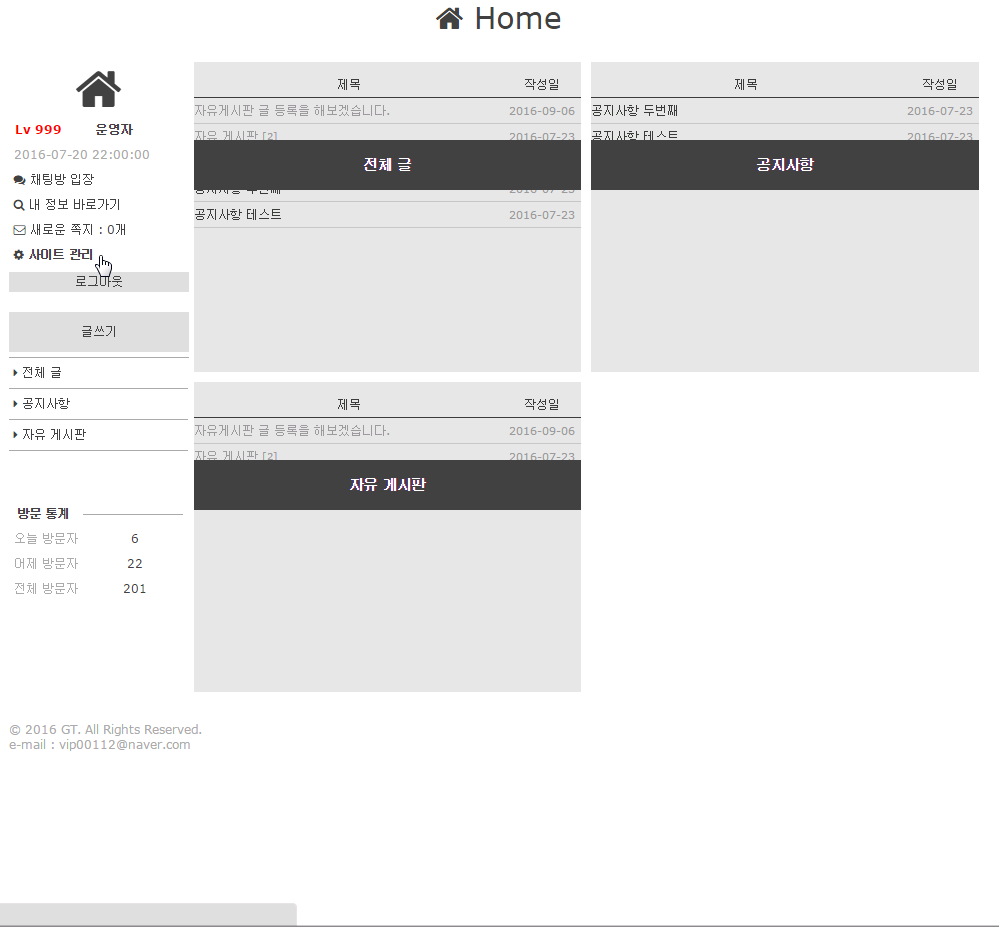 Home
Lv 999 운영자
2016-07-20 22:00:00
채팅방 입장
내 정보 바로가기
새로운 쪽지 : 0개
사이트 관리
로그아웃
글쓰기
전체 글
공지사항
자유 게시판
방문 통계
오늘 방문자 6
어제 방문자 22
전체 방문자 201
제목 작성일
자유게시판 글 등록을 해보겠습니다. 2016-09-06
자유 게시판 [2] 2016-07-23
전체 글
공지사항 두번째 2016-07-23
공지사항 테스트 2016-07-23
제목 작성일
공지사항 두번째 2016-07-23
공지사항 테스트 2016-07-23
공지사항
제목 작성일
자유게시판 글 등록을 해보겠습니다. 2016-09-06
자유 게시판 [2] 2016-07-23
자유 게시판
© 2016 GT. All Rights Reserved.
e-mail : vip00112@naver.com